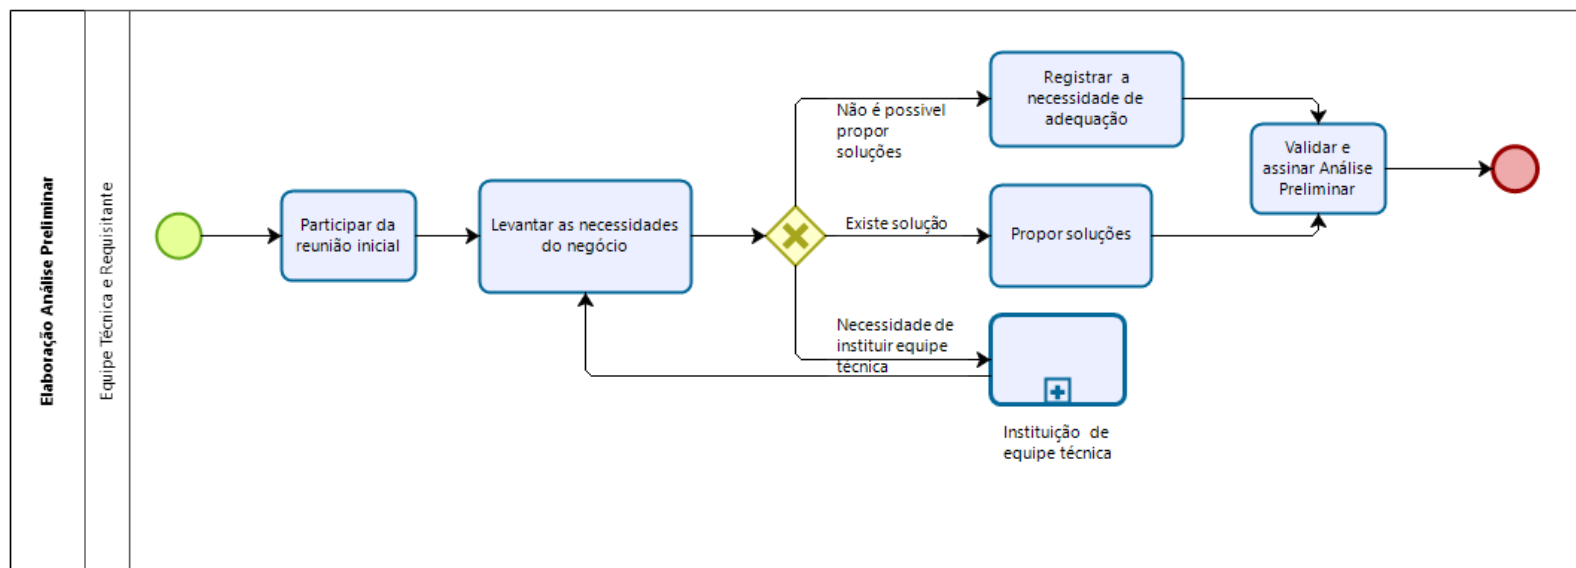 Elaboração Análise Preliminar
Equipe Técnica e Requisitante
Participar da
reunião inicial
Levantar as necessidades
do negócio
Não é possivel
propor
soluções
Existe solução
Necessidade de
instituir equipe
técnica
Registrar a
necessidade de
adequação
Propor soluções
Instituição de
equipe técnica
Validar e
assinar Análise
Preliminar